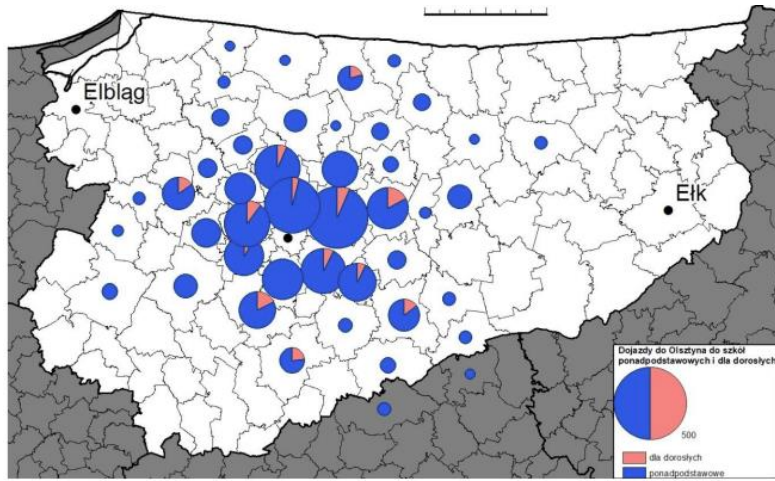 Elbląg
Ełk
Dojazdy do Olsztyna do szkół
ponadpodstawowych i dla dorosłych
500
dla dorosłych
ponadpodstawowe